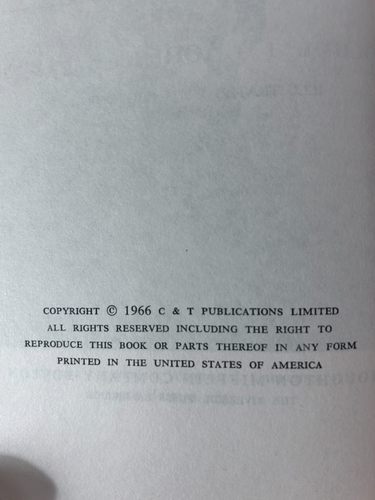 COPYRIGHT © 1966 C & T PUBLICATIONS LIMITED
ALL RIGHTS RESERVED INCLUDING THE RIGHT TO
REPRODUCE THIS BOOK OR PARTS THEREOF IN ANY FORM
PRINTED IN THE UNITED STATES OF AMERICA